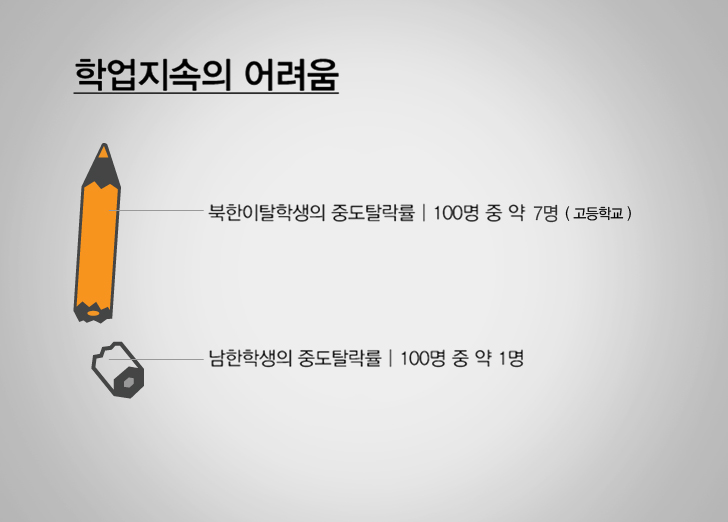 학업지속의 어려움
북한이탈학생의 중도탈락률 | 100명 중 약 7명 ( 고등학교 )
남한학생의 중도탈락률 | 100명 중 약 1명